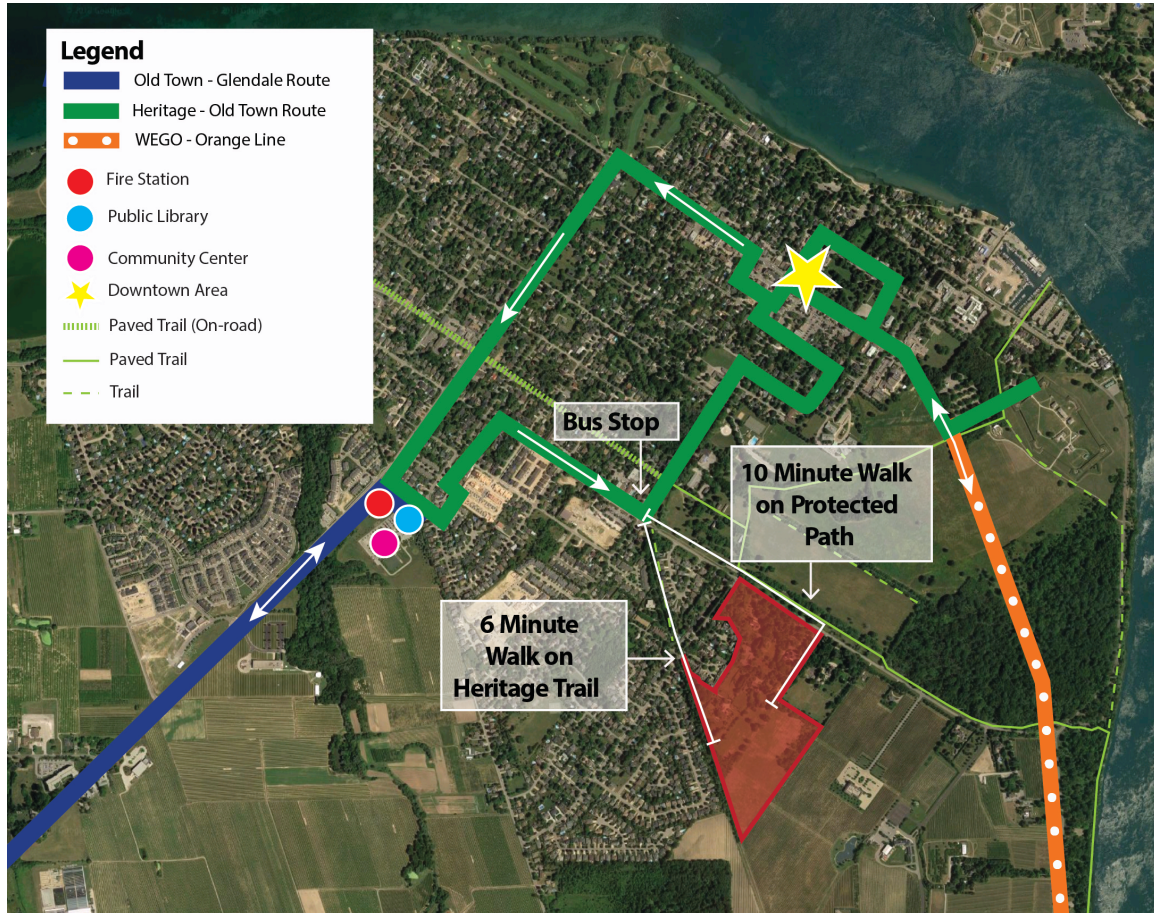 Legend
Old Town - Glendale Route
Heritage - Old Town Route
WEGO - Orange Line
Fire Station
Public Library
Community Center
Downtown Area
Paved Trail (On-road)
Paved Trail
Trail
Bus Stop
10 Minute Walk
on Protected
Path
6 Minute
Walk on
Heritage Trail